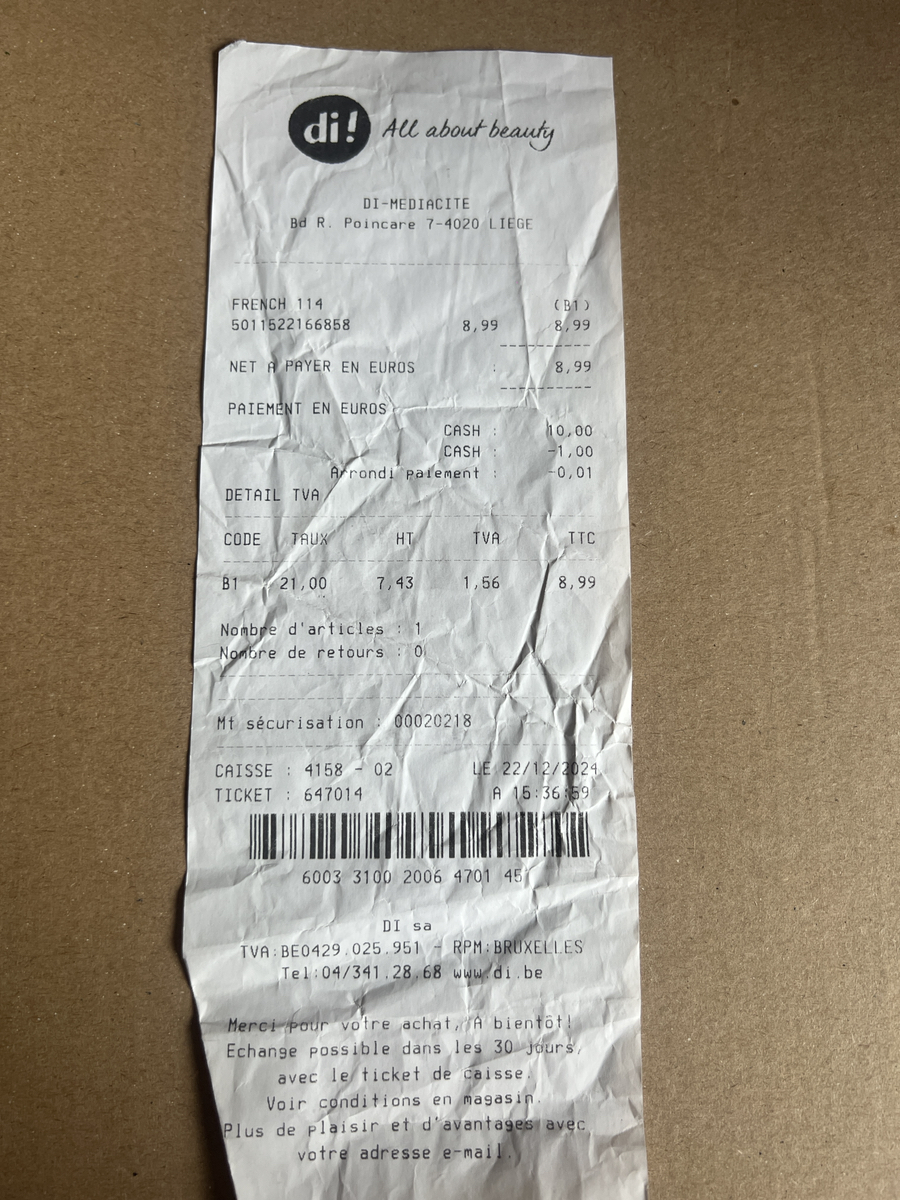 di! All about beauty
DI-MEDIACITE
Bd R. Poincare 7-4020 LIEGE
FRENCH 114 (B1)
5011522166858 8,99 8,99
NET A PAYER EN EUROS : 8,99
PAIEMENT EN EUROS
CASH : 10,00
CASH : -1,00
Arrondi paiement : -0,01
DETAIL TVA
CODE TAUX HT TVA TTC
B1 21,00 7,43 1,56 8,99
Nombre d'articles : 1
Nombre de retours : 0
Mt sécurisation : 00020218
CAISSE : 4158 - 02 LE 22/12/2024
TICKET : 647014 A 15:36:59
6003 3100 2006 4701 45
DI sa
TVA:BE0429.025.951 - RPM:BRUXELLES
Tel:04/341.28.68 www.di.be
Merci pour votre achat, A bientôt!
Echange possible dans les 30 jours,
avec le ticket de caisse.
Voir conditions en magasin.
Plus de plaisir et d'avantages avec
votre adresse e-mail.